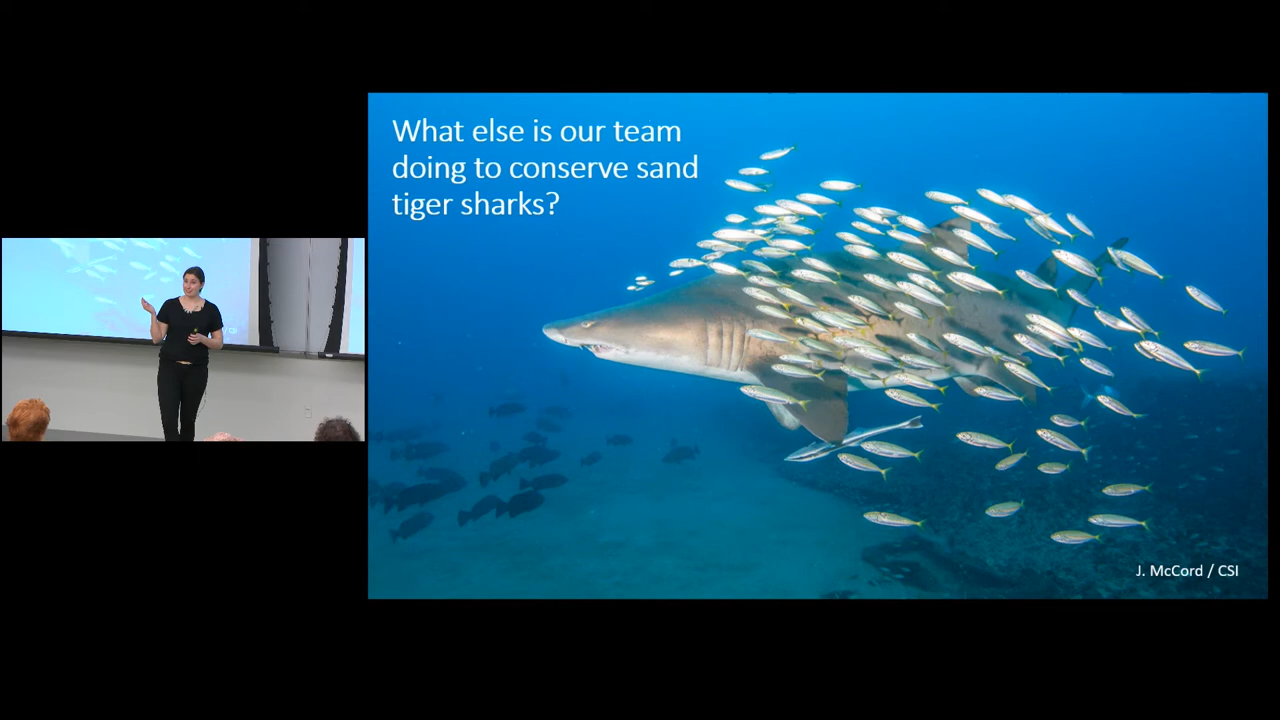 What else is our team
doing to conserve sand
tiger sharks?
J. McCord / CSI